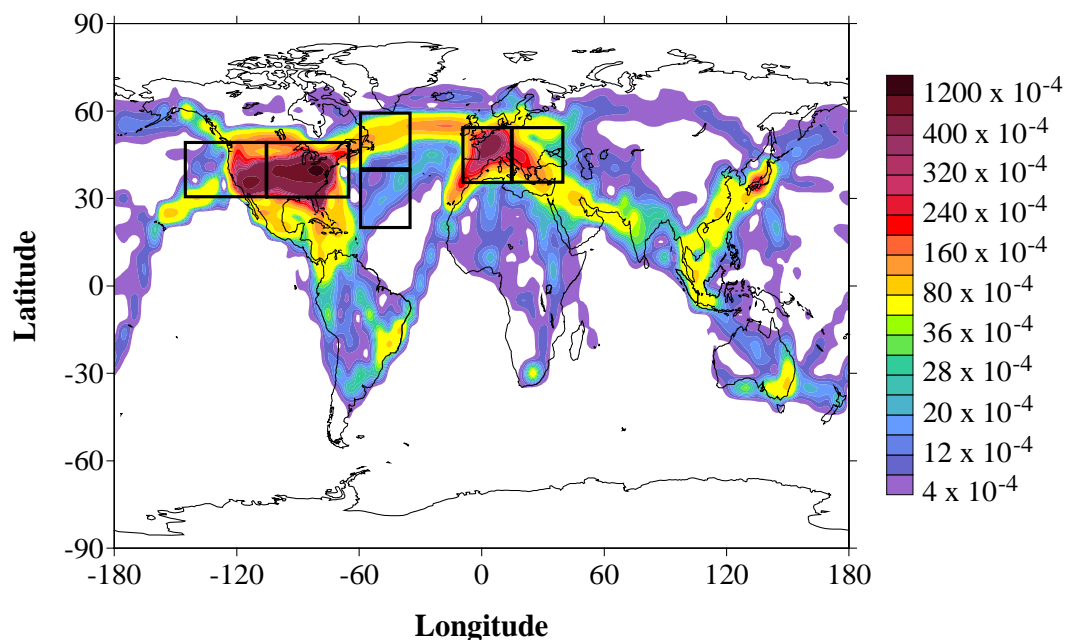 90
60
30
0
-30
-60
-90
Latitude
-180
-120
-60
0
60
120
180
Longitude
1200 x 10-4
400 x 10-4
320 x 10-4
240 x 10-4
160 x 10-4
80 x 10-4
36 x 10-4
28 x 10-4
20 x 10-4
12 x 10-4
4 x 10-4